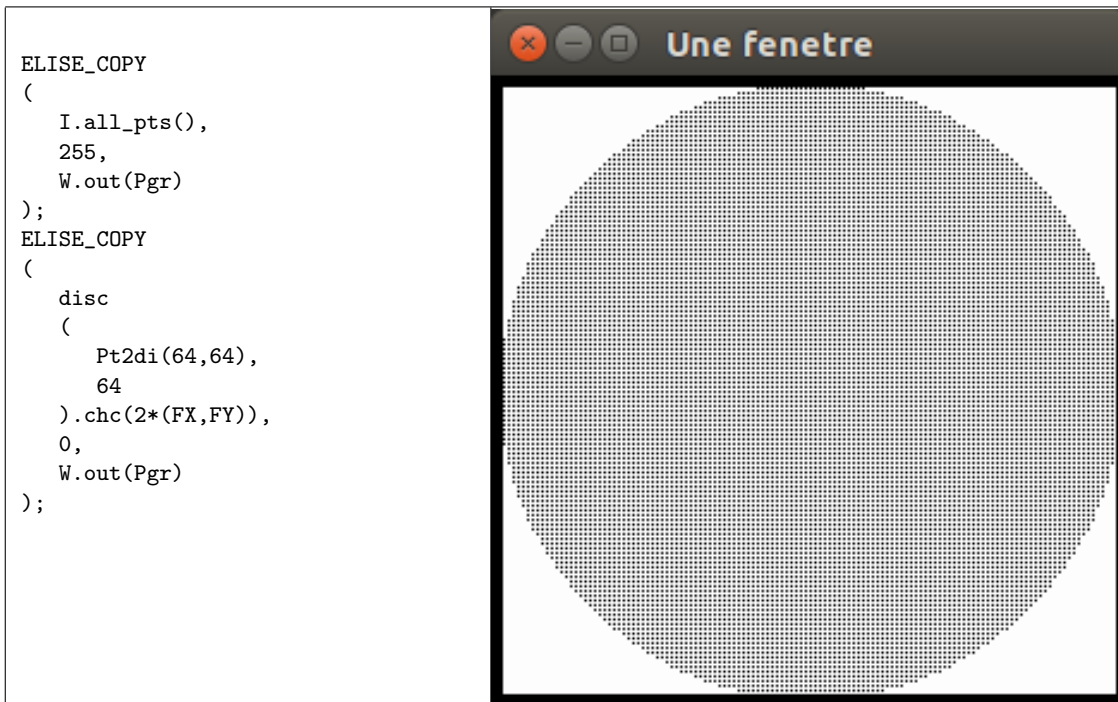 ELISE_COPY
(
I.all_pts(),
255,
W.out(Pgr)
);
ELISE_COPY
(
disc
(
Pt2di(64,64),
64
).chc(2*(FX,FY)),
0,
W.out(Pgr)
);
Une fenetre